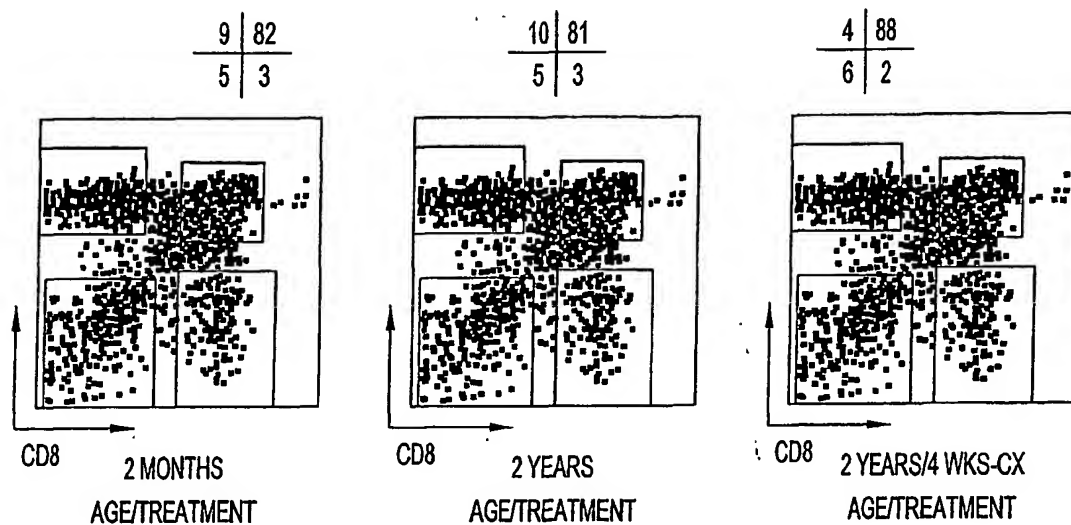 9 82
5 3
10 81
5 3
4 88
6 2
CD8
2 MONTHS
AGE/TREATMENT
CD8
2 YEARS
AGE/TREATMENT
CD8
2 YEARS/4 WKS-CX
AGE/TREATMENT